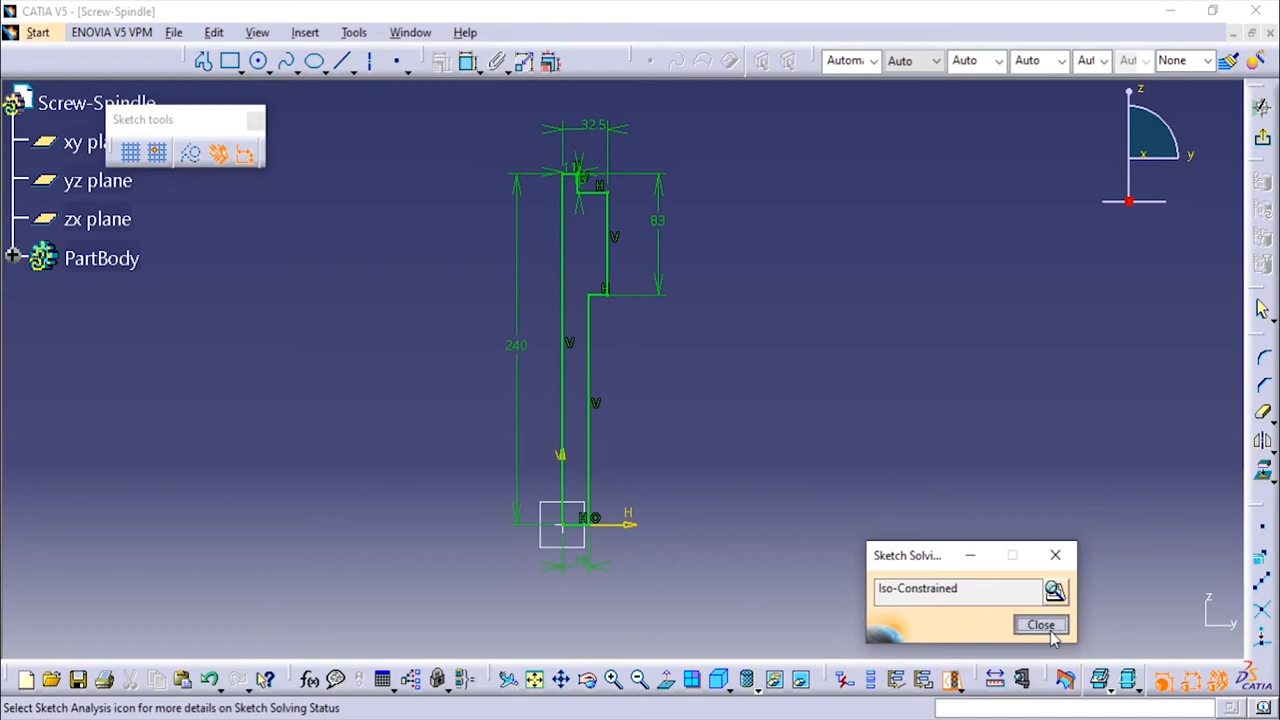 CATIA V5 - [Screw-Spindle]
Start ENOVIA V5 VPM File Edit View Insert Tools Window Help
Auto Auto Auto None
Screw-Spindle
Sketch tools
xy
yz plane
zx plane
PartBody
z
x
y
32.5
H
V
83
H
240
V
V
V
H
H
Sketch Solvi...
Iso-Constrained
Close
z
y
f(x)
CATIA
Select Sketch Analysis icon for more details on Sketch Solving Status